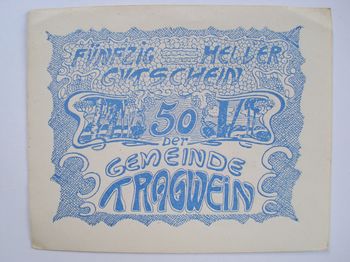 FÜNFZIG HELLER
GUTSCHEIN
50
der
GEMEINDE
TRAGWEiN